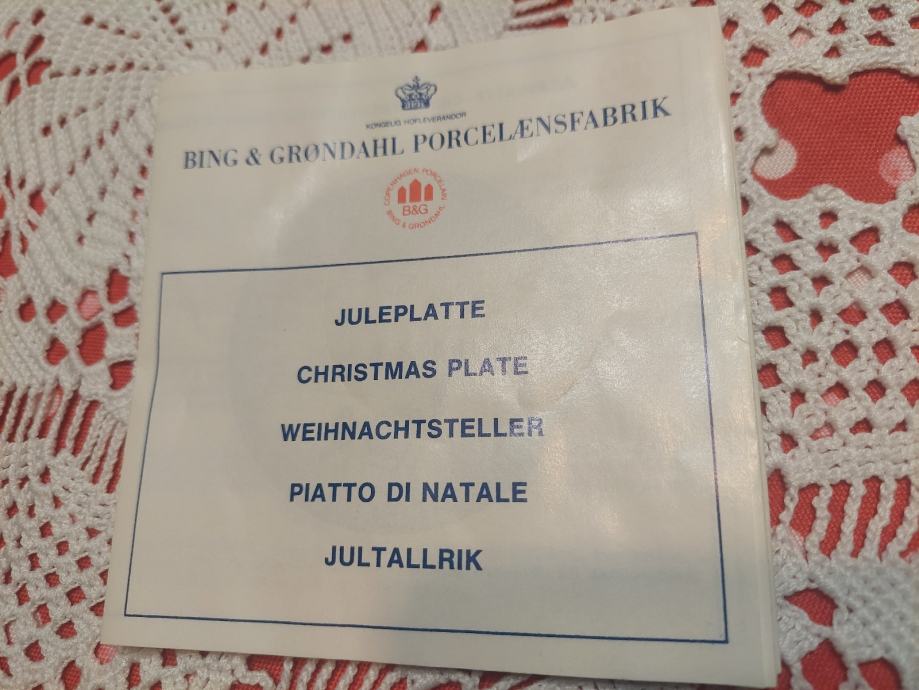 KONGELIG HOFLEVERANDØR
BING & GRØNDAHL PORCELÆNSFABRIK
COPENHAGEN PORCELAIN
B&G
BING & GRØNDAHL
JULEPLATTE
CHRISTMAS PLATE
WEIHNACHTSTELLER
PIATTO DI NATALE
JULTALLRIK